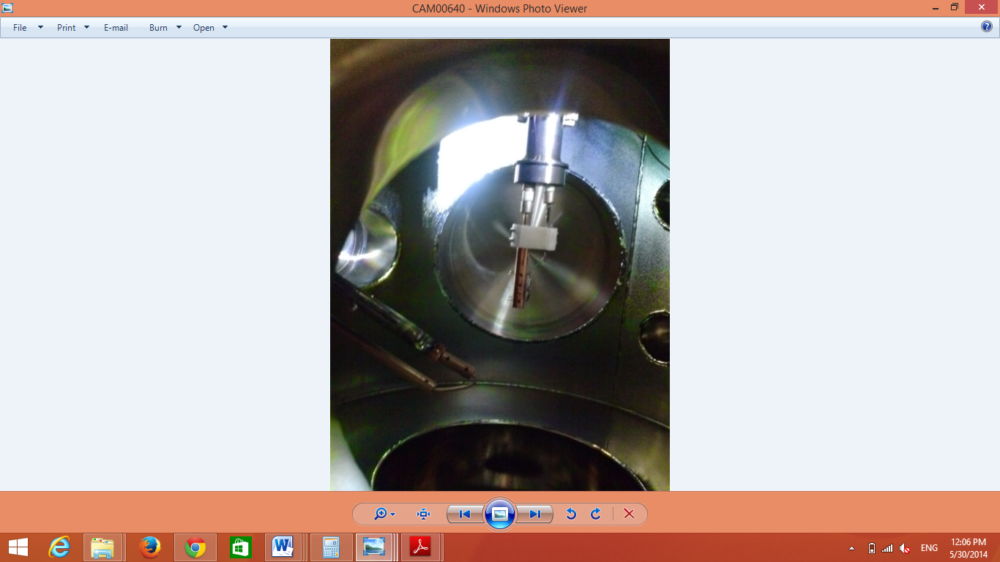 CAM00640 - Windows Photo Viewer
File Print E-mail Burn Open
ENG
12:06 PM
5/30/2014